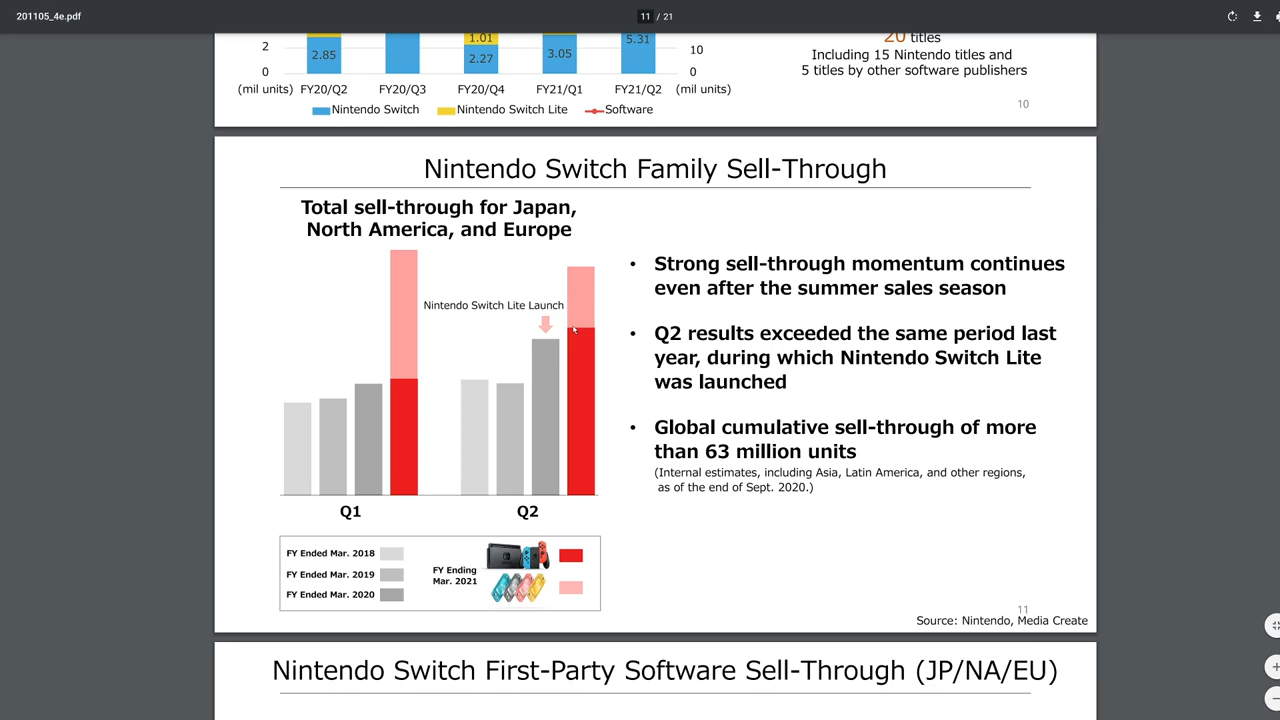 201105_4e.pdf
11 / 21
2
0
2.85
1.01
2.27
3.05
5.31
10
0
(mil units) FY20/Q2 FY20/Q3 FY20/Q4 FY21/Q1 FY21/Q2 (mil units)
Nintendo Switch Nintendo Switch Lite Software
20 titles
Including 15 Nintendo titles and
5 titles by other software publishers
10
Nintendo Switch Family Sell-Through
Total sell-through for Japan,
North America, and Europe
Nintendo Switch Lite Launch
Q1 Q2
FY Ended Mar. 2018
FY Ended Mar. 2019
FY Ended Mar. 2020
FY Ending
Mar. 2021
• Strong sell-through momentum continues
even after the summer sales season
• Q2 results exceeded the same period last
year, during which Nintendo Switch Lite
was launched
• Global cumulative sell-through of more
than 63 million units
(Internal estimates, including Asia, Latin America, and other regions,
as of the end of Sept. 2020.)
11
Source: Nintendo, Media Create
Nintendo Switch First-Party Software Sell-Through (JP/NA/EU)